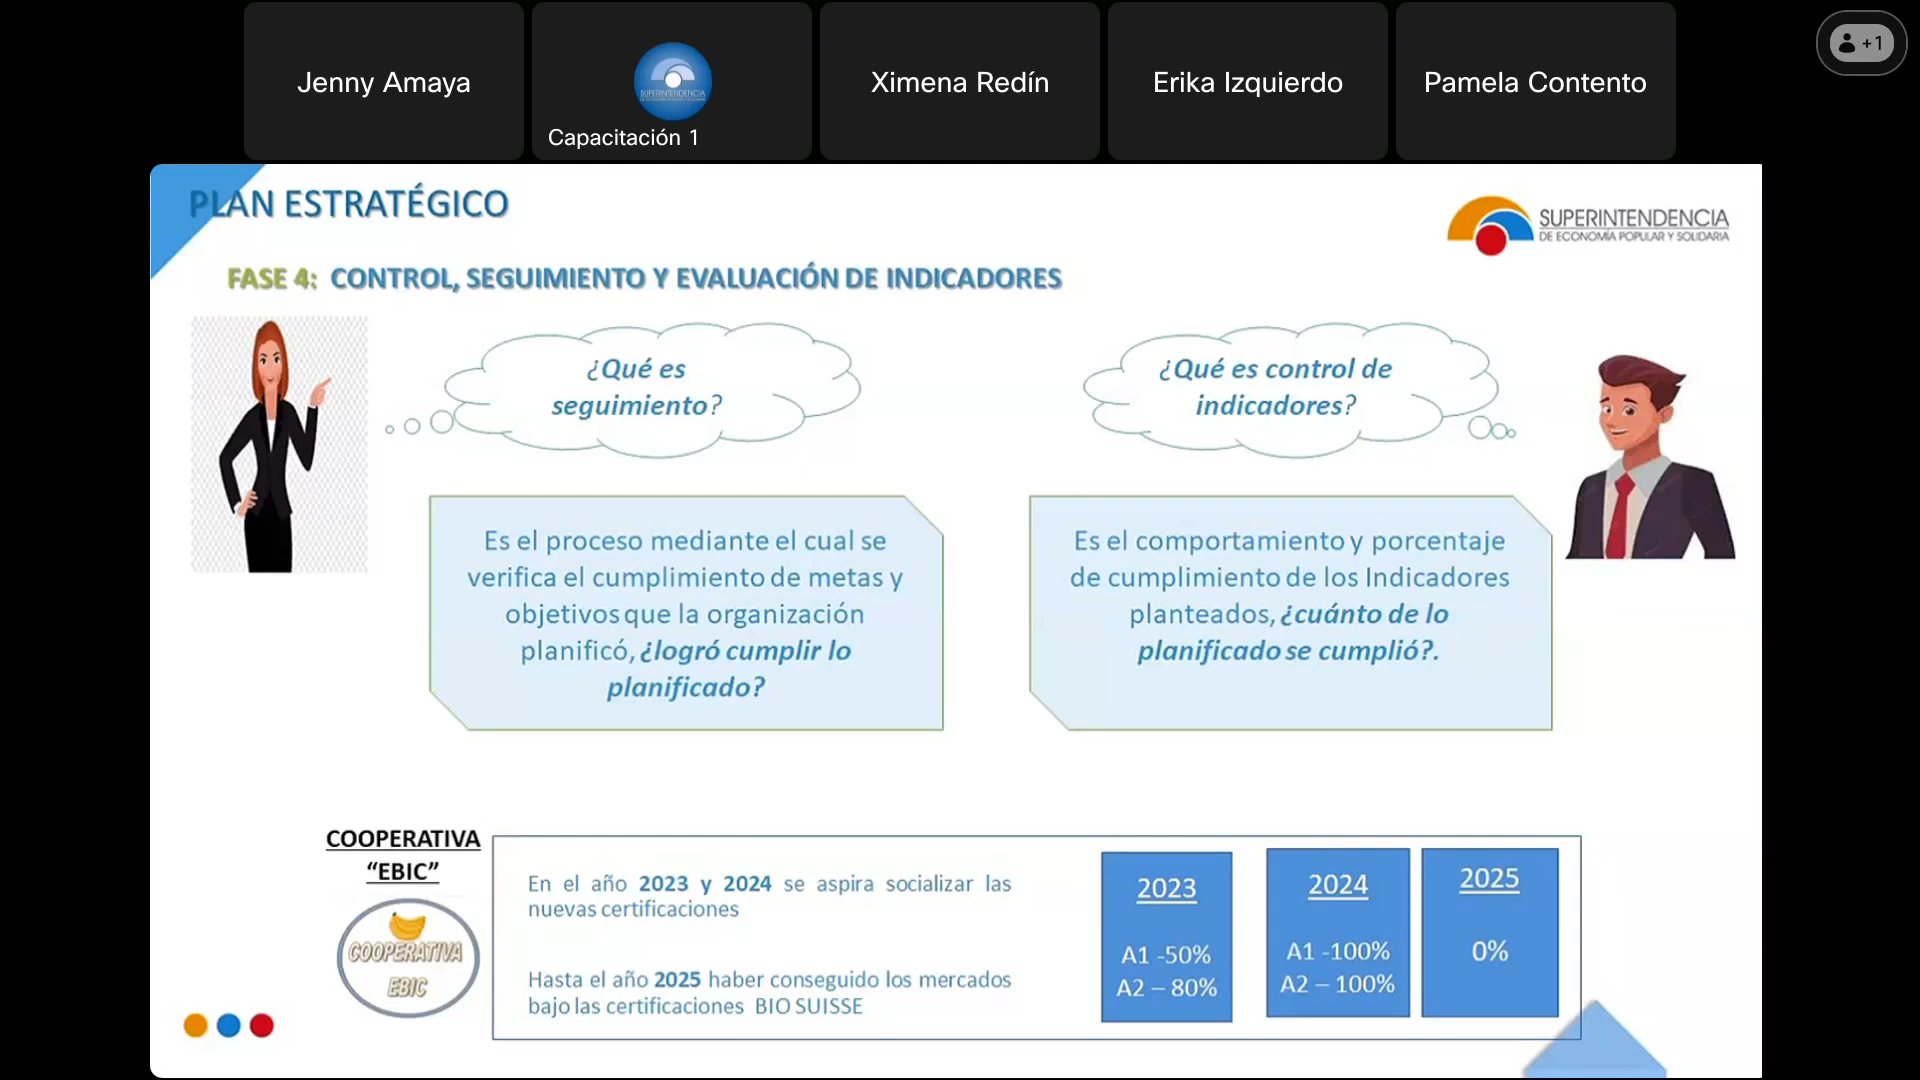 Jenny Amaya
Capacitación 1
Ximena Redín
Erika Izquierdo
Pamela Contento
+1
PLAN ESTRATÉGICO
SUPERINTENDENCIA
DE ECONOMÍA POPULAR Y SOLIDARIA
FASE 4: CONTROL, SEGUIMIENTO Y EVALUACIÓN DE INDICADORES
¿Qué es
seguimiento?
¿Qué es control de
indicadores?
Es el proceso mediante el cual se
verifica el cumplimiento de metas y
objetivos que la organización
planificó, ¿logró cumplir lo
planificado?
Es el comportamiento y porcentaje
de cumplimiento de los Indicadores
planteados, ¿cuánto de lo
planificado se cumplió?.
COOPERATIVA
“EBIC”
COOPERATIVA
EBIC
En el año 2023 y 2024 se aspira socializar las
nuevas certificaciones
Hasta el año 2025 haber conseguido los mercados
bajo las certificaciones BIO SUISSE
2023
A1 -50%
A2 – 80%
2024
A1 -100%
A2 – 100%
2025
0%